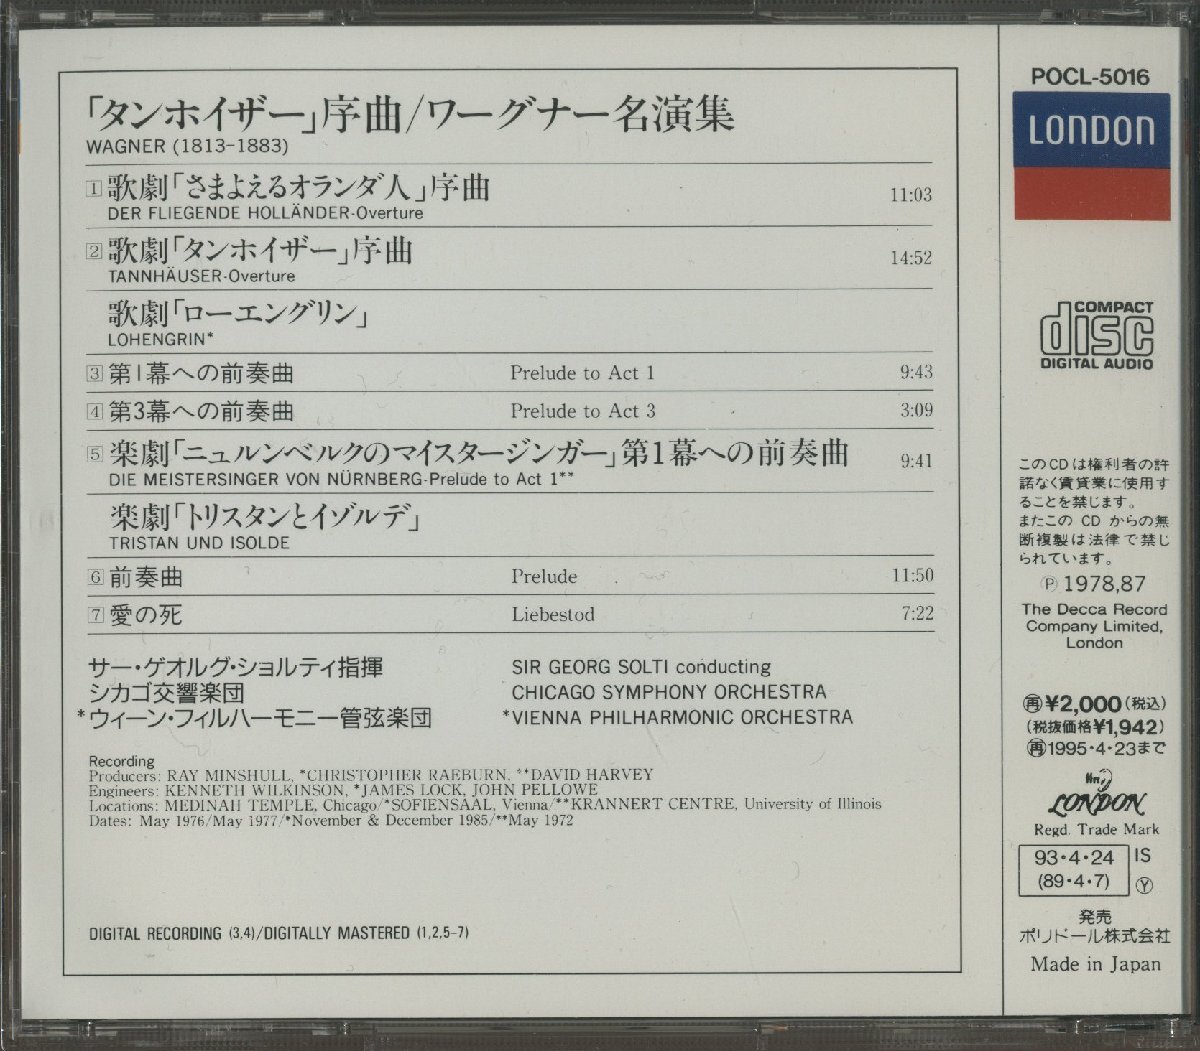 「タンホイザー」序曲/ワーグナー名演集
WAGNER (1813-1883)
1 歌劇「さまよえるオランダ人」序曲 11:03
DER FLIEGENDE HOLLÄNDER-Overture
2 歌劇「タンホイザー」序曲 14:52
TANNHÄUSER-Overture
歌劇「ローエングリン」
LOHENGRIN*
3 第1幕への前奏曲 Prelude to Act 1 9:43
4 第3幕への前奏曲 Prelude to Act 3 3:09
5 楽劇「ニュルンベルクのマイスタージンガー」第1幕への前奏曲 9:41
DIE MEISTERSINGER VON NÜRNBERG-Prelude to Act 1**
楽劇「トリスタンとイゾルデ」
TRISTAN UND ISOLDE
6 前奏曲 Prelude 11:50
7 愛の死 Liebestod 7:22
サー・ゲオルグ・ショルティ指揮 SIR GEORG SOLTI conducting
シカゴ交響楽団 CHICAGO SYMPHONY ORCHESTRA
*ウィーン・フィルハーモニー管弦楽団 *VIENNA PHILHARMONIC ORCHESTRA
Recording
Producers: RAY MINSHULL, *CHRISTOPHER RAEBURN, **DAVID HARVEY
Engineers: KENNETH WILKINSON, *JAMES LOCK, JOHN PELLOWE
Locations: MEDINAH TEMPLE, Chicago/*SOFIENSAAL, Vienna/**KRANNERT CENTRE, University of Illinois
Dates: May 1976/May 1977/*November & December 1985/**May 1972
DIGITAL RECORDING (3,4)/DIGITALLY MASTERED (1,2,5-7)
POCL-5016
LONDON
COMPACT
disc
DIGITAL AUDIO
このCDは権利者の許
諾なく賃貸業に使用す
ることを禁じます。
またこの CD からの無
断複製は法律で禁じ
られています。
Ⓟ 1978,87
The Decca Record
Company Limited,
London
再¥2,000(税込)
(税抜価格¥1,942)
再1995・4・23まで
LONDON
Regd. Trade Mark
93・4・24 IS
(89・4・7) Ⓨ
発売
ポリドール株式会社
Made in Japan